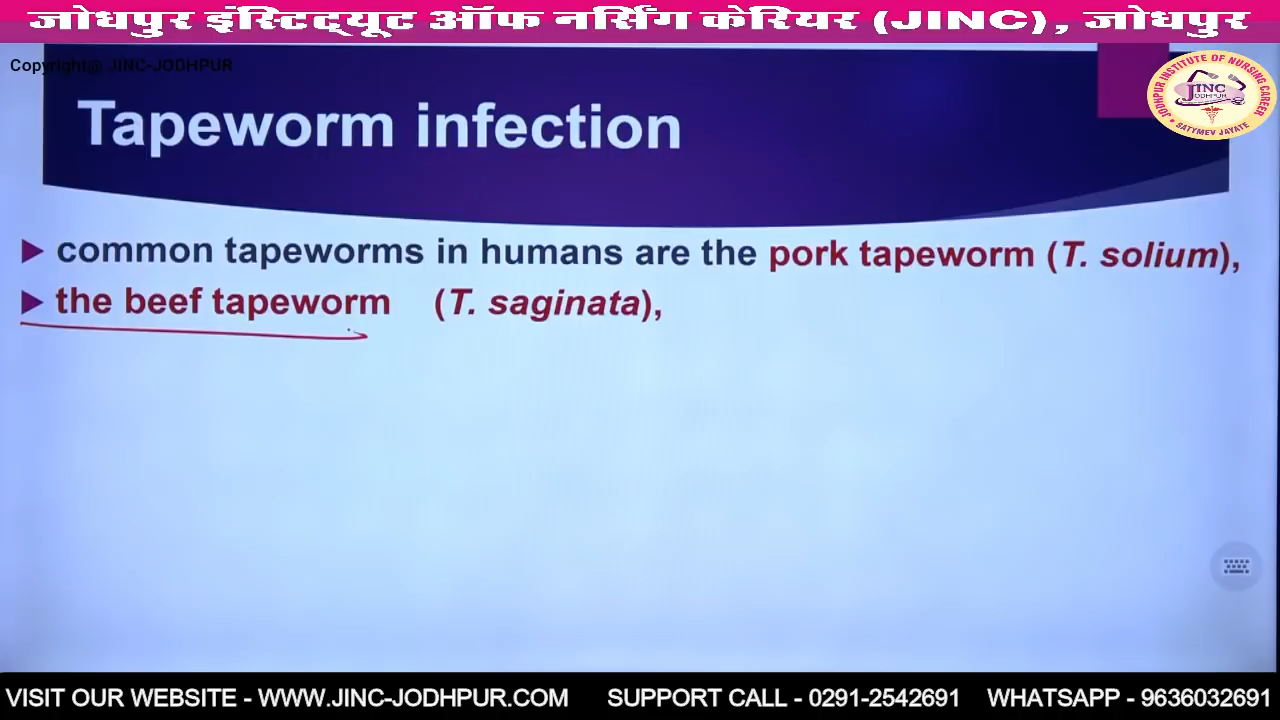 जोधपुर इंस्टिट्यूट ऑफ नर्सिंग केरियर (JINC), जोधपुर
Copyright@ JINC-JODHPUR
JODHPUR INSTITUTE OF NURSING CAREER
JINC
JODHPUR
• SATYMEV JAYATE •
Tapeworm infection
common tapeworms in humans are the pork tapeworm (T. solium),
the beef tapeworm (T. saginata),
VISIT OUR WEBSITE - WWW.JINC-JODHPUR.COM SUPPORT CALL - 0291-2542691 WHATSAPP - 9636032691